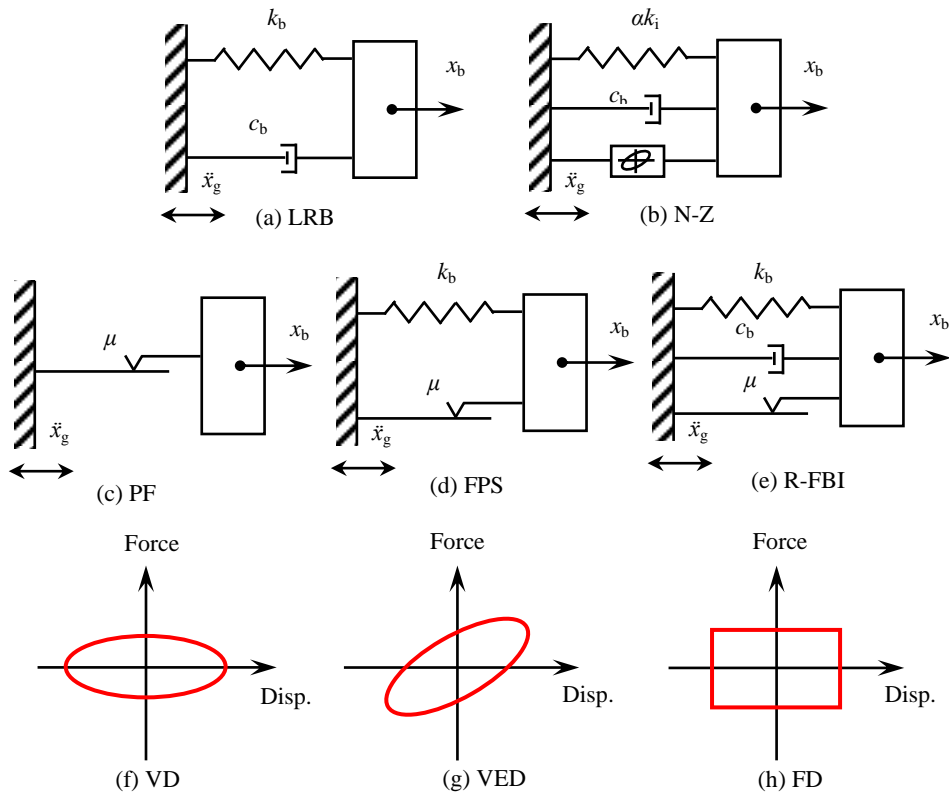 k_b
x_b
c_b
ẍ_g
(a) LRB
αk_i
x_b
c_b
ẍ_g
(b) N-Z
μ
x_b
ẍ_g
(c) PF
k_b
x_b
μ
ẍ_g
(d) FPS
k_b
x_b
c_b
μ
ẍ_g
(e) R-FBI
Force
Disp.
(f) VD
Force
Disp.
(g) VED
Force
Disp.
(h) FD